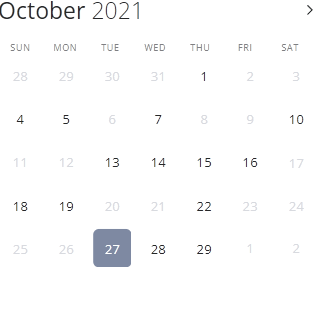 October 2021
SUN MON TUE WED THU FRI SAT
28 29 30 31 1 2 3
4 5 6 7 8 9 10
11 12 13 14 15 16 17
18 19 20 21 22 23 24
25 26 27 28 29 1 2